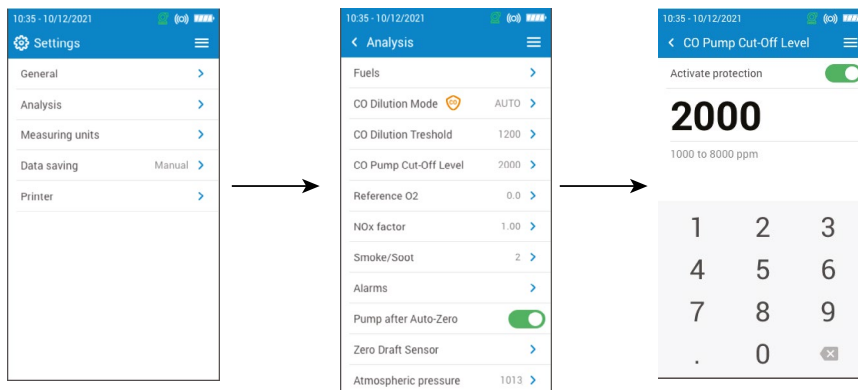 10:35 - 10/12/2021
Settings
General
Analysis
Measuring units
Data saving Manual
Printer
10:35 - 10/12/2021
Analysis
Fuels
CO Dilution Mode CO AUTO
CO Dilution Treshold 1200
CO Pump Cut-Off Level 2000
Reference O2 0.0
NOx factor 1.00
Smoke/Soot 2
Alarms
Pump after Auto-Zero
Zero Draft Sensor
Atmospheric pressure 1013
10:35 - 10/12/2021
CO Pump Cut-Off Level
Activate protection
2000
1000 to 8000 ppm
1 2 3
4 5 6
7 8 9
. 0